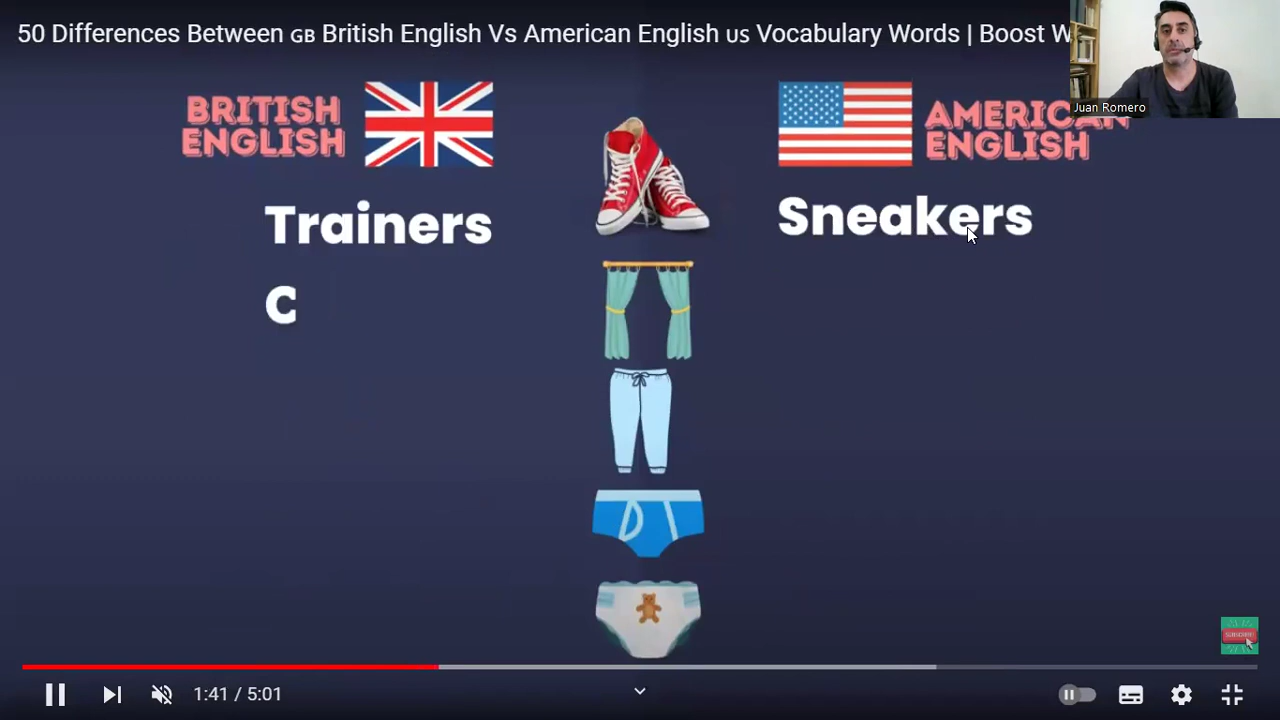 50 Differences Between GB British English Vs American English US Vocabulary Words | Boost W
Juan Romero
BRITISH
ENGLISH
AMERICAN
ENGLISH
Trainers
Sneakers
C
SUBSCRIBE
1:41 / 5:01